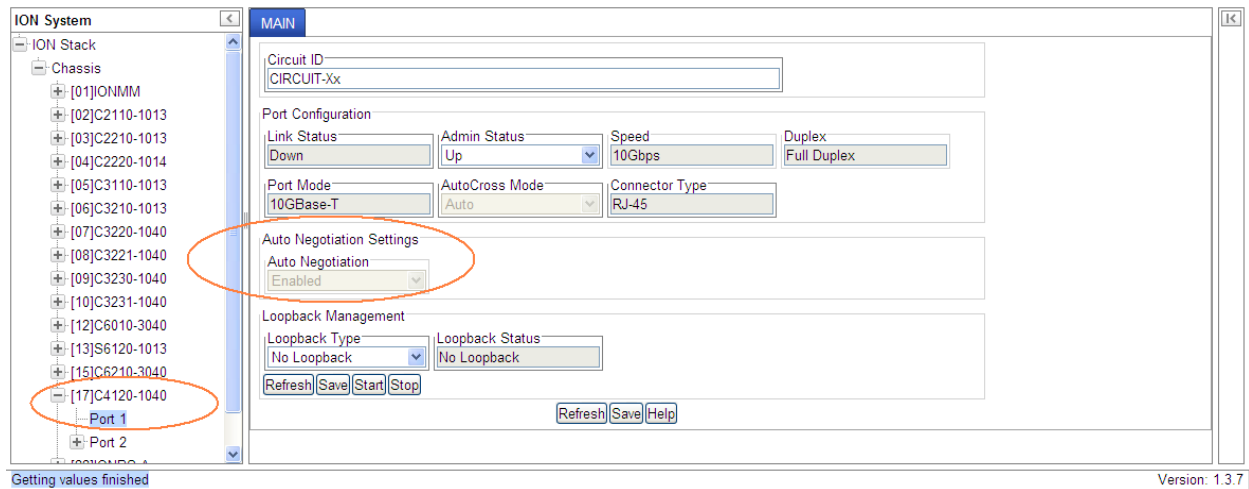 ION System
ION Stack
Chassis
[01]IONMM
[02]C2110-1013
[03]C2210-1013
[04]C2220-1014
[05]C3110-1013
[06]C3210-1013
[07]C3220-1040
[08]C3221-1040
[09]C3230-1040
[10]C3231-1040
[12]C6010-3040
[13]S6120-1013
[15]C6210-3040
[17]C4120-1040
Port 1
Port 2
MAIN
Circuit ID
CIRCUIT-Xx
Port Configuration
Link Status Admin Status Speed Duplex
Down Up 10Gbps Full Duplex
Port Mode AutoCross Mode Connector Type
10GBase-T Auto RJ-45
Auto Negotiation Settings
Auto Negotiation
Enabled
Loopback Management
Loopback Type Loopback Status
No Loopback No Loopback
Refresh Save Start Stop
Refresh Save Help
Getting values finished Version: 1.3.7